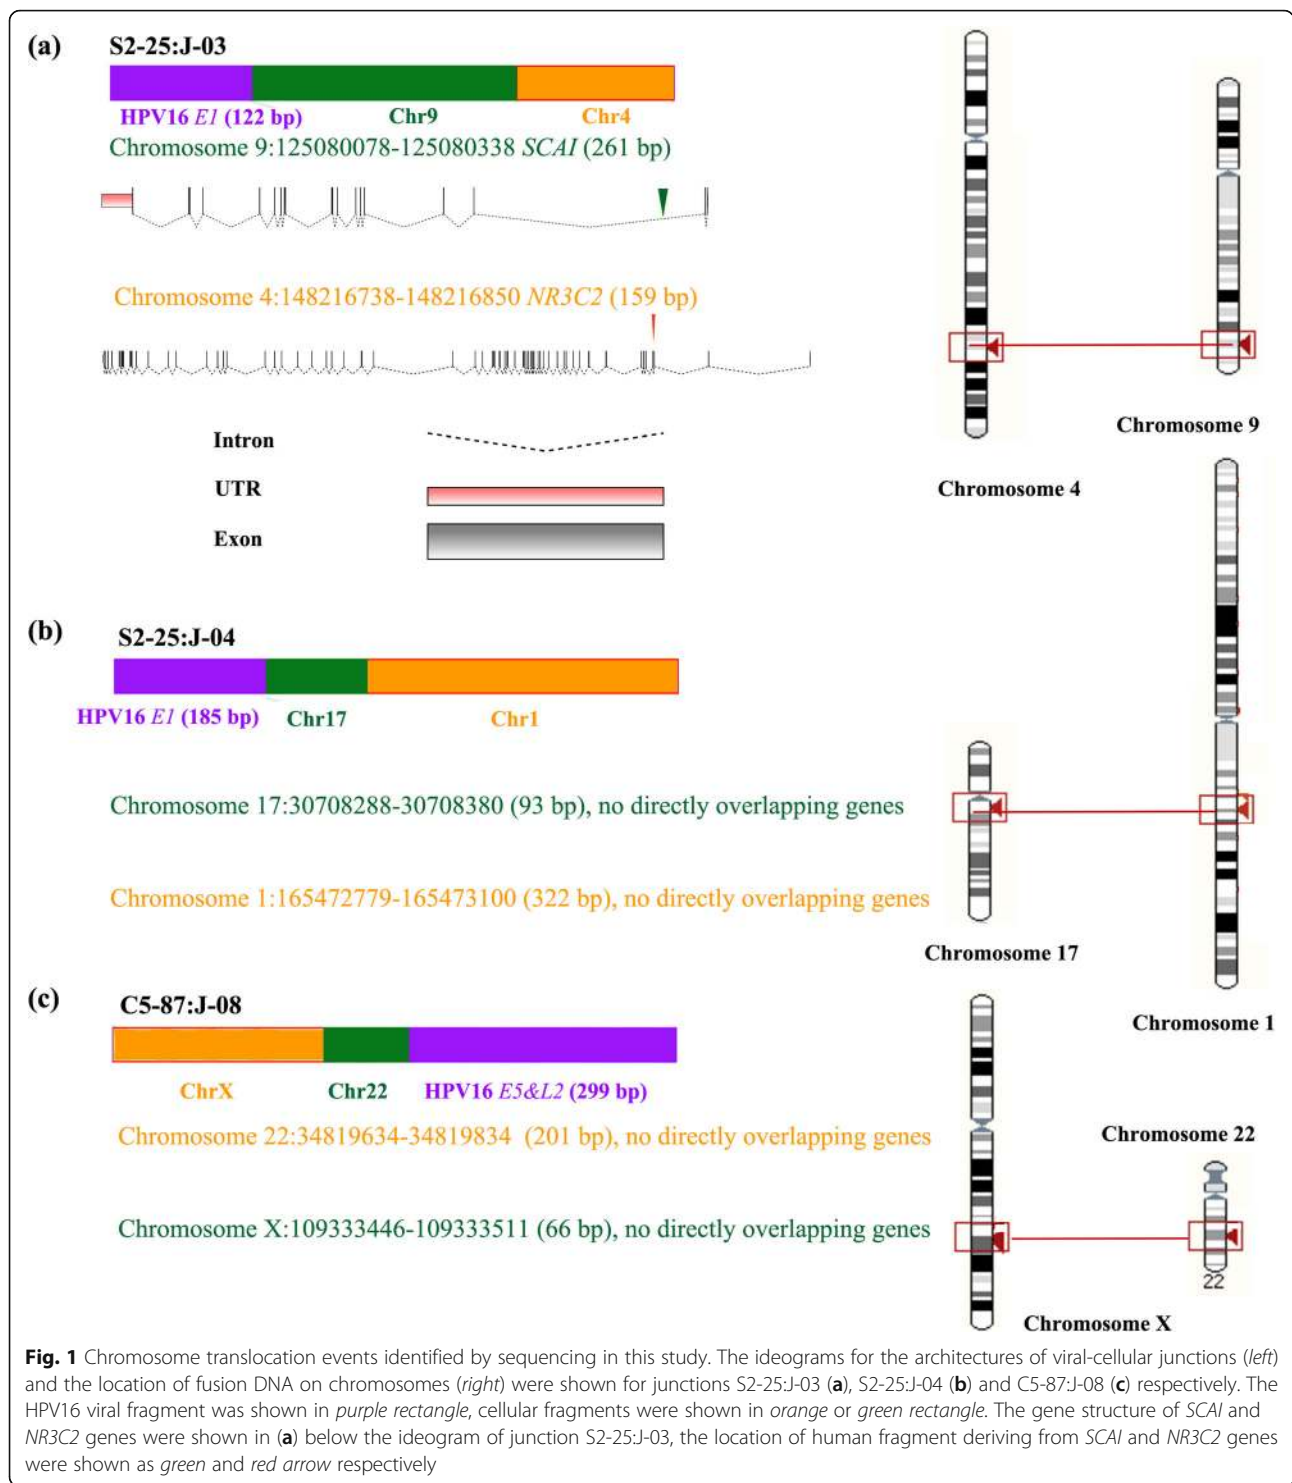 (a)
S2-25:J-03
HPV16 E1 (122 bp)
Chr9
Chr4
Chromosome 9:125080078-125080338 SCAI (261 bp)
Chromosome 4:148216738-148216850 NR3C2 (159 bp)
Intron
UTR
Exon
Chromosome 4
Chromosome 9
(b)
S2-25:J-04
HPV16 E1 (185 bp)
Chr17
Chr1
Chromosome 17:30708288-30708380 (93 bp), no directly overlapping genes
Chromosome 1:165472779-165473100 (322 bp), no directly overlapping genes
Chromosome 17
Chromosome 1
(c)
C5-87:J-08
ChrX
Chr22
HPV16 E5&L2 (299 bp)
Chromosome 22:34819634-34819834 (201 bp), no directly overlapping genes
Chromosome X:109333446-109333511 (66 bp), no directly overlapping genes
Chromosome 22
22
Chromosome X
Fig. 1 Chromosome translocation events identified by sequencing in this study. The ideograms for the architectures of viral-cellular junctions (left)
and the location of fusion DNA on chromosomes (right) were shown for junctions S2-25:J-03 (a), S2-25:J-04 (b) and C5-87:J-08 (c) respectively. The
HPV16 viral fragment was shown in purple rectangle, cellular fragments were shown in orange or green rectangle. The gene structure of SCAI and
NR3C2 genes were shown in (a) below the ideogram of junction S2-25:J-03, the location of human fragment deriving from SCAI and NR3C2 genes
were shown as green and red arrow respectively